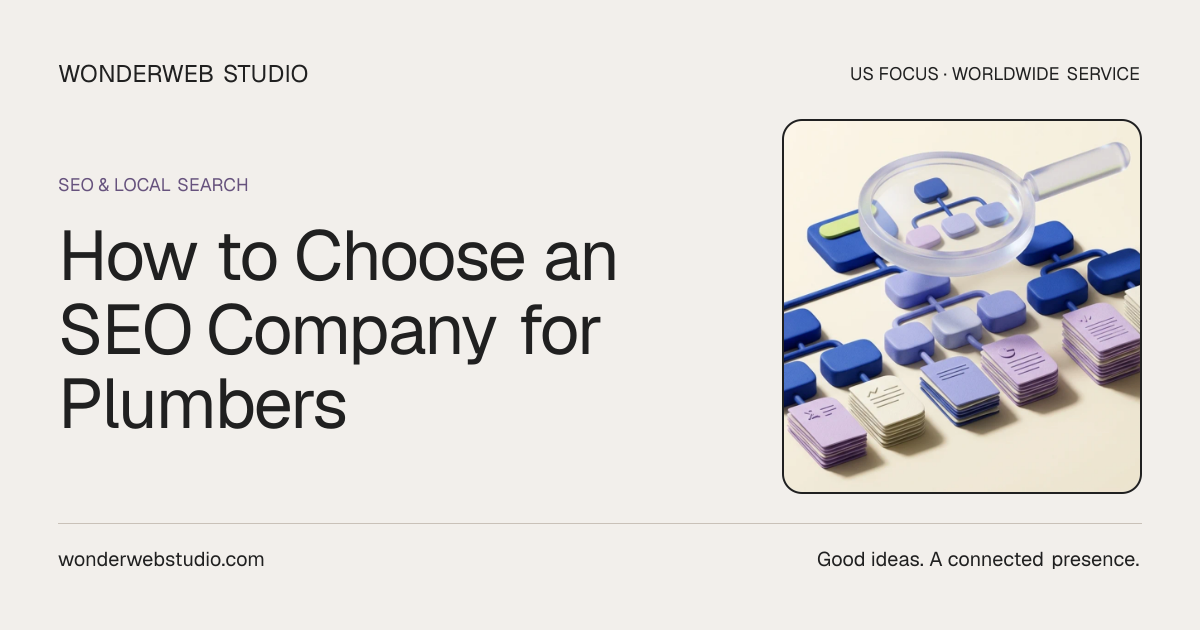 WONDERWEB STUDIO
US FOCUS · WORLDWIDE SERVICE
SEO & LOCAL SEARCH
How to Choose an
SEO Company for
Plumbers
wonderwebstudio.com
Good ideas. A connected presence.